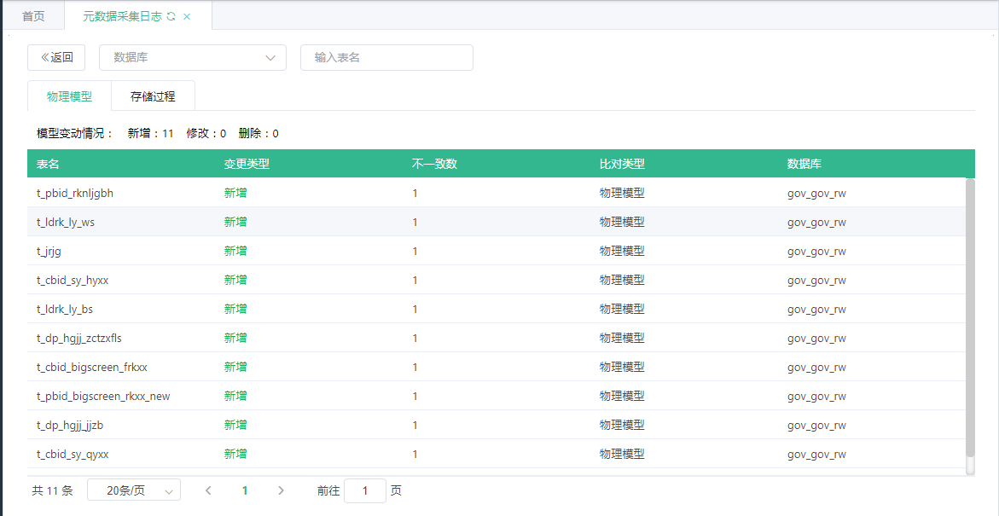 首页 元数据采集日志
返回 数据库 输入表名
物理模型 存储过程
模型变动情况： 新增：11 修改：0 删除：0
表名 变更类型 不一致数 比对类型 数据库
t_pbid_rknljgbh 新增 1 物理模型 gov_gov_rw
t_ldrk_ly_ws 新增 1 物理模型 gov_gov_rw
t_jrjg 新增 1 物理模型 gov_gov_rw
t_cbid_sy_hyxx 新增 1 物理模型 gov_gov_rw
t_ldrk_ly_bs 新增 1 物理模型 gov_gov_rw
t_dp_hgjj_zctzxfls 新增 1 物理模型 gov_gov_rw
t_cbid_bigscreen_frkxx 新增 1 物理模型 gov_gov_rw
t_pbid_bigscreen_rkxx_new 新增 1 物理模型 gov_gov_rw
t_dp_hgjj_jjzb 新增 1 物理模型 gov_gov_rw
t_cbid_sy_qyxx 新增 1 物理模型 gov_gov_rw
共 11 条 20条/页 1 前往 1 页